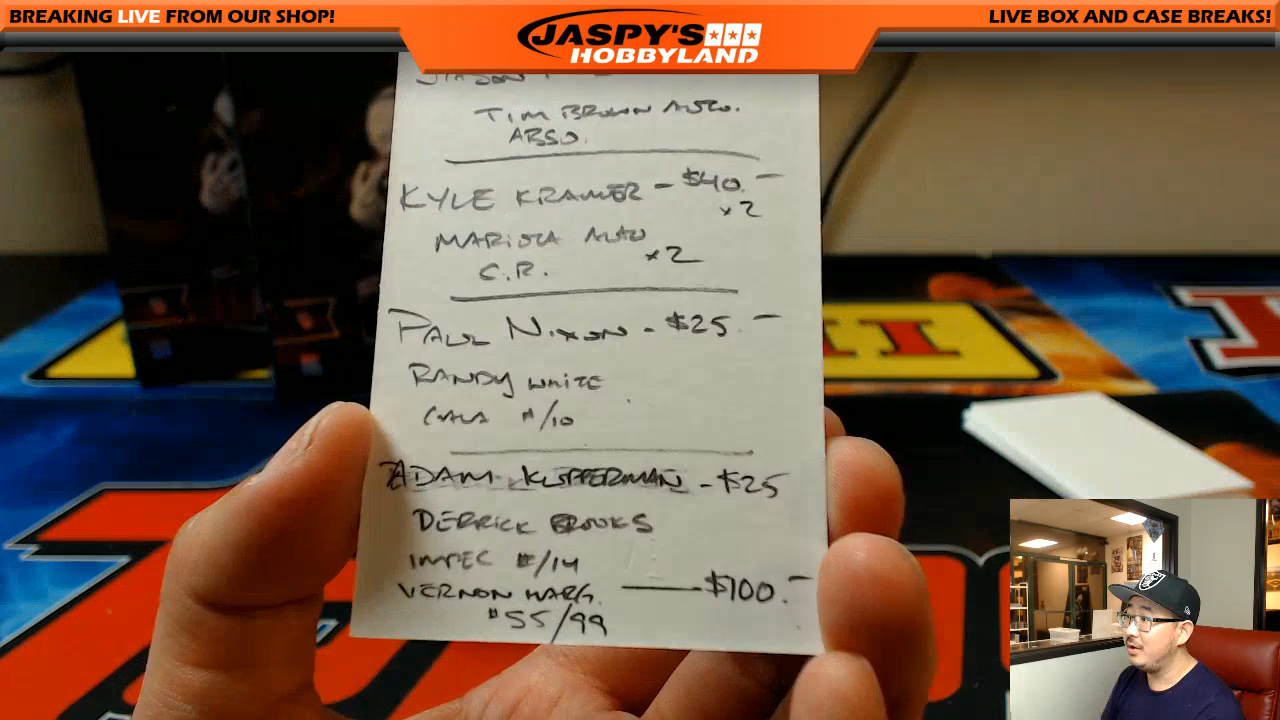 BREAKING LIVE FROM OUR SHOP!
JASPY'S
HOBBYLAND
LIVE BOX AND CASE BREAKS!
TIM BROWN AUTO.
ABSO.
KYLE KRAMER - $40.-
x2
MARIOTA AUTO
x2
C.R.
PAUL NIXON - $25.-
RANDY WHITE
GALA #/10
ADAM KUPPERMAN - $25
DERRICK BROOKS
IMPEC #/14
VERNON HARG. — $100.-
#55/99